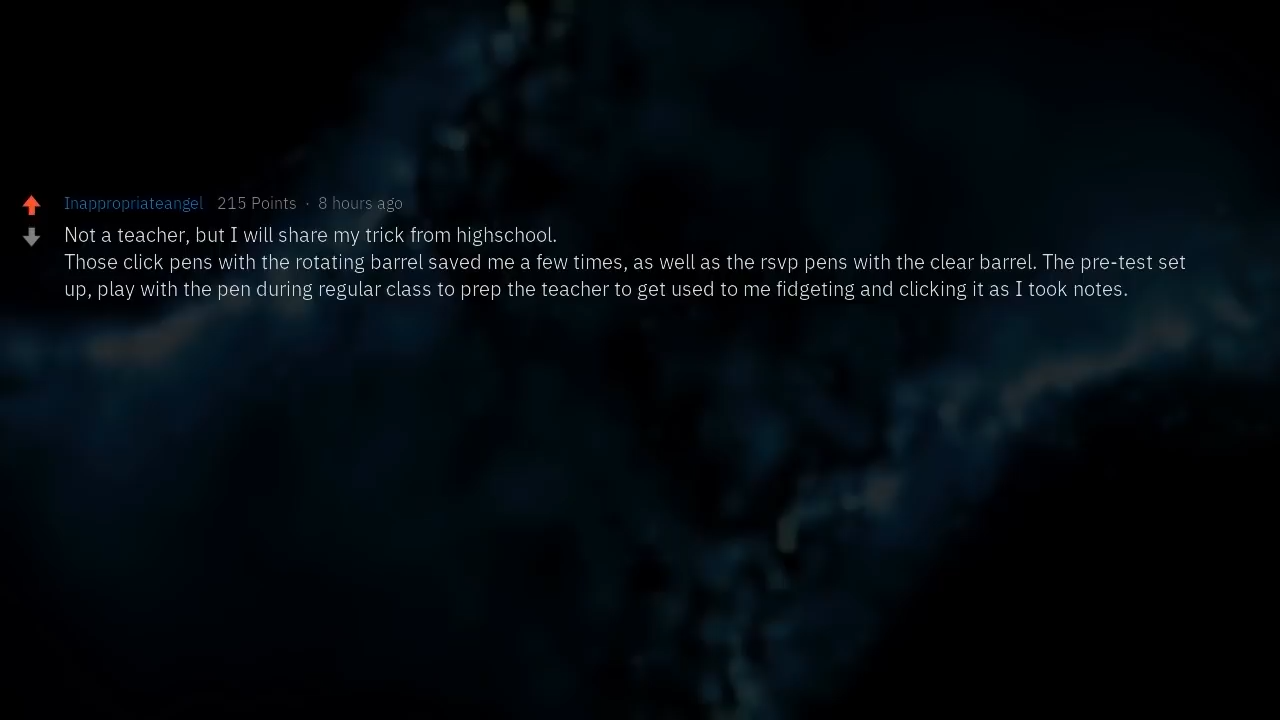 Inappropriateangel 215 Points · 8 hours ago
Not a teacher, but I will share my trick from highschool.
Those click pens with the rotating barrel saved me a few times, as well as the rsvp pens with the clear barrel. The pre-test set
up, play with the pen during regular class to prep the teacher to get used to me fidgeting and clicking it as I took notes.